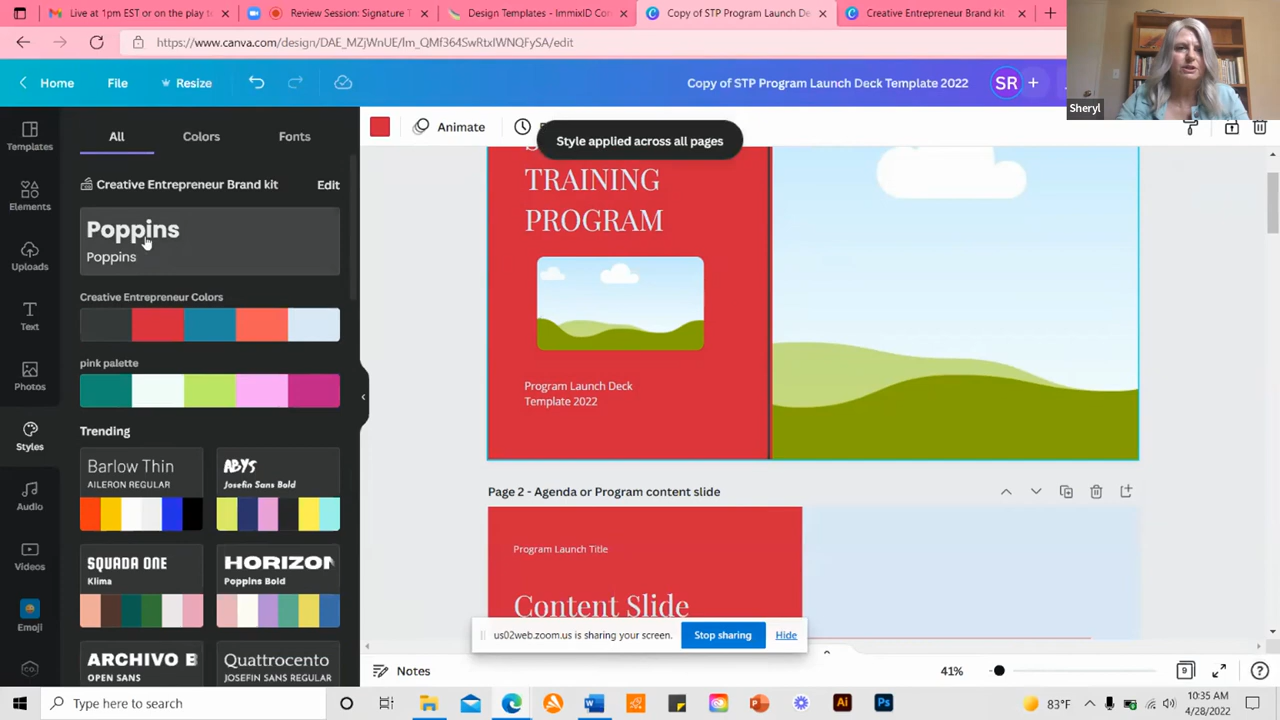 Live at 1pm EST or on the play t
Review Session: Signature T
Design Templates - ImmixID Con
Copy of STP Program Launch De
Creative Entrepreneur Brand kit
https://www.canva.com/design/DAE_MZjWnUE/lm_QMf364SwRtxIWNQFySA/edit
Home
File
Resize
Copy of STP Program Launch Deck Template 2022
SR
Sheryl
Templates
Elements
Uploads
Text
Photos
Styles
Audio
Videos
Emoji
All
Colors
Fonts
Animate
Style applied across all pages
Creative Entrepreneur Brand kit
Edit
Poppins
Poppins
Creative Entrepreneur Colors
pink palette
Trending
Barlow Thin
AILERON REGULAR
ABYS
Josefin Sans Bold
SQUADA ONE
Klima
HORIZON
Poppins Bold
ARCHIVO B
OPEN SANS
Quattrocento
JOSEFIN SANS REGULAR
TRAINING
PROGRAM
Program Launch Deck
Template 2022
Page 2 - Agenda or Program content slide
Program Launch Title
Content Slide
us02web.zoom.us is sharing your screen.
Stop sharing
Hide
Notes
41%
9
Type here to search
Ai
Ps
83°F
10:35 AM
4/28/2022